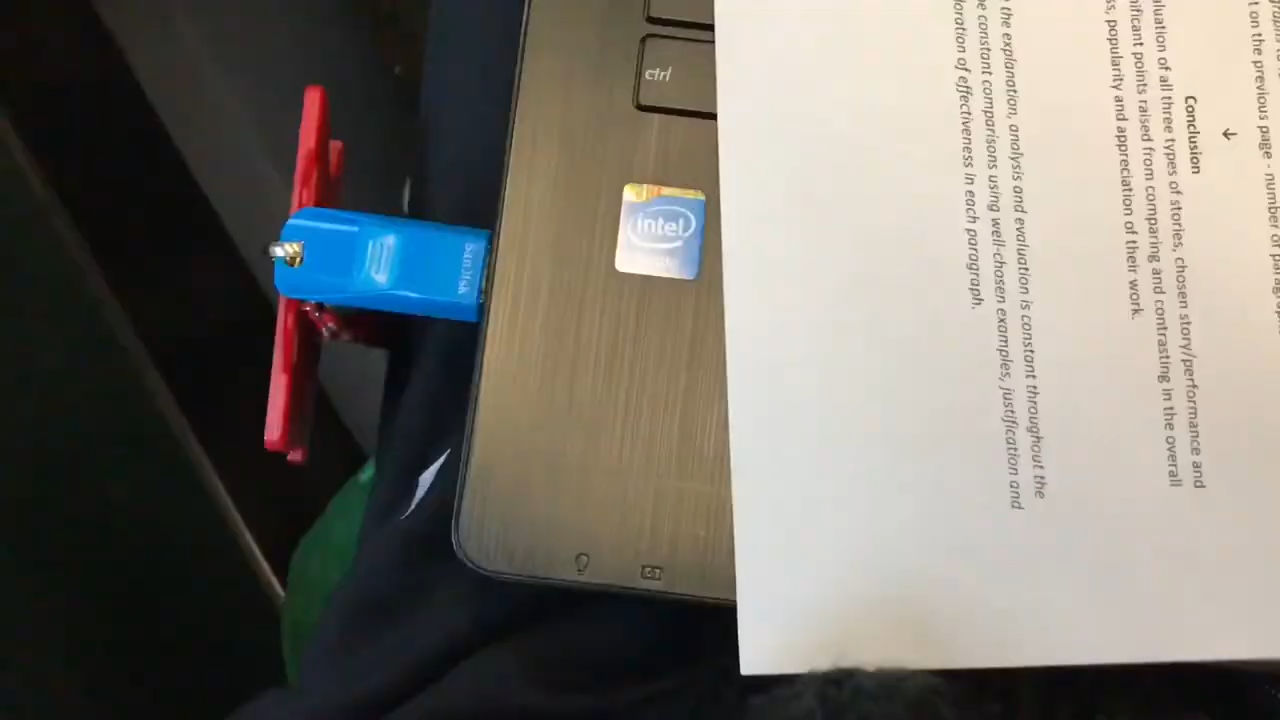 t on the previous page - number of
Conclusion
aluation of all three types of stories, chosen story/performance and
nificant points raised from comparing and contrasting in the overall
ss, popularity and appreciation of their work.
the explanation, analysis and evaluation is constant throughout the
constant comparisons using well-chosen examples, justification and
loration of effectiveness in each paragraph.
ctrl
intel
SanDisk